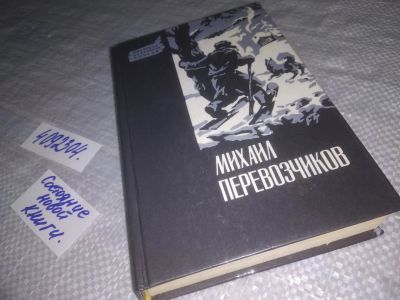 МИХАИЛ
ПЕРЕВОЗЧИКОВ
4092304.
Состояние
новой
книги.